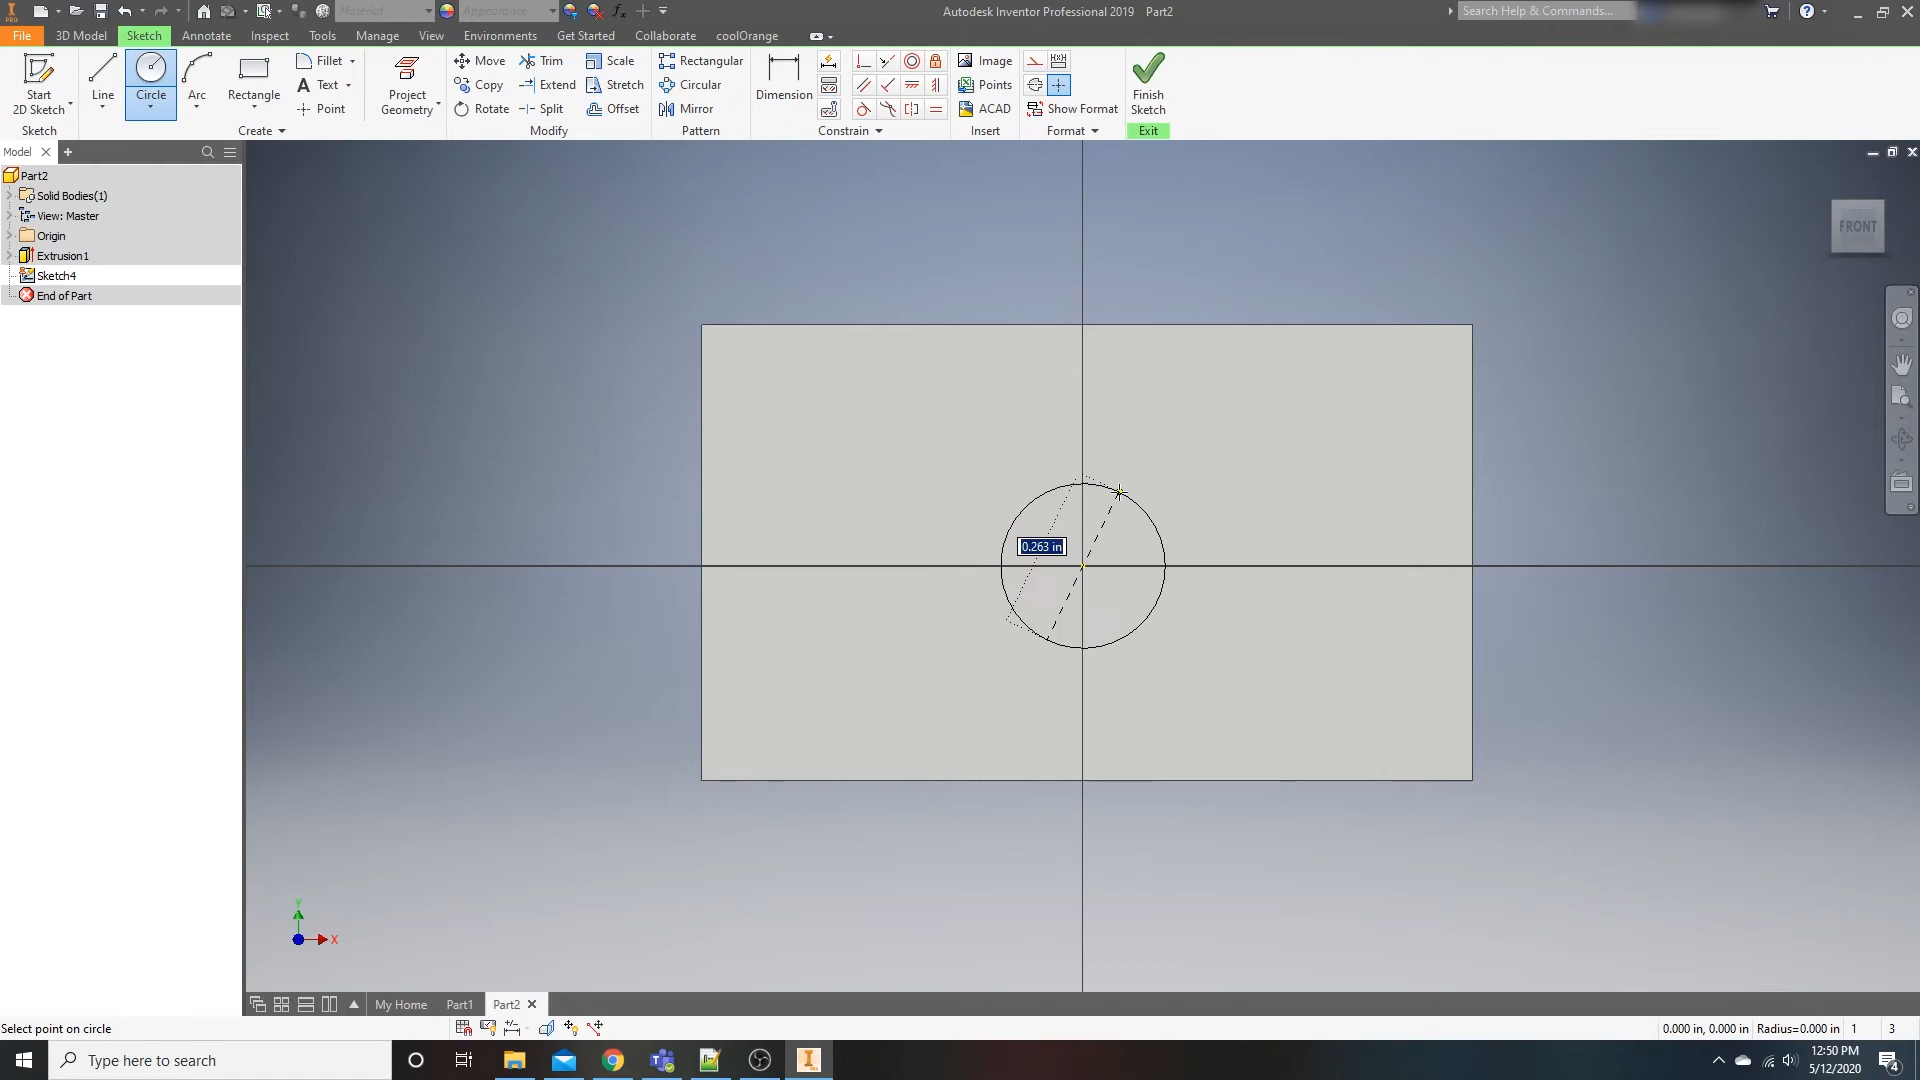 Material
Appearance
Autodesk Inventor Professional 2019 Part2
Search Help & Commands...
File
3D Model
Sketch
Annotate
Inspect
Tools
Manage
View
Environments
Get Started
Collaborate
coolOrange
Start
2D Sketch
Line
Circle
Arc
Rectangle
Fillet
Text
Point
Project
Geometry
Move
Copy
Rotate
Trim
Extend
Split
Scale
Stretch
Offset
Rectangular
Circular
Mirror
Dimension
Image
Points
ACAD
Show Format
Finish
Sketch
Sketch
Create
Modify
Pattern
Constrain
Insert
Format
Exit
Model
Part2
Solid Bodies(1)
View: Master
Origin
Extrusion1
Sketch4
End of Part
FRONT
0.263 in
Y
X
My Home
Part1
Part2
Select point on circle
0.000 in, 0.000 in
Radius=0.000 in
1
3
Type here to search
12:50 PM
5/12/2020
4